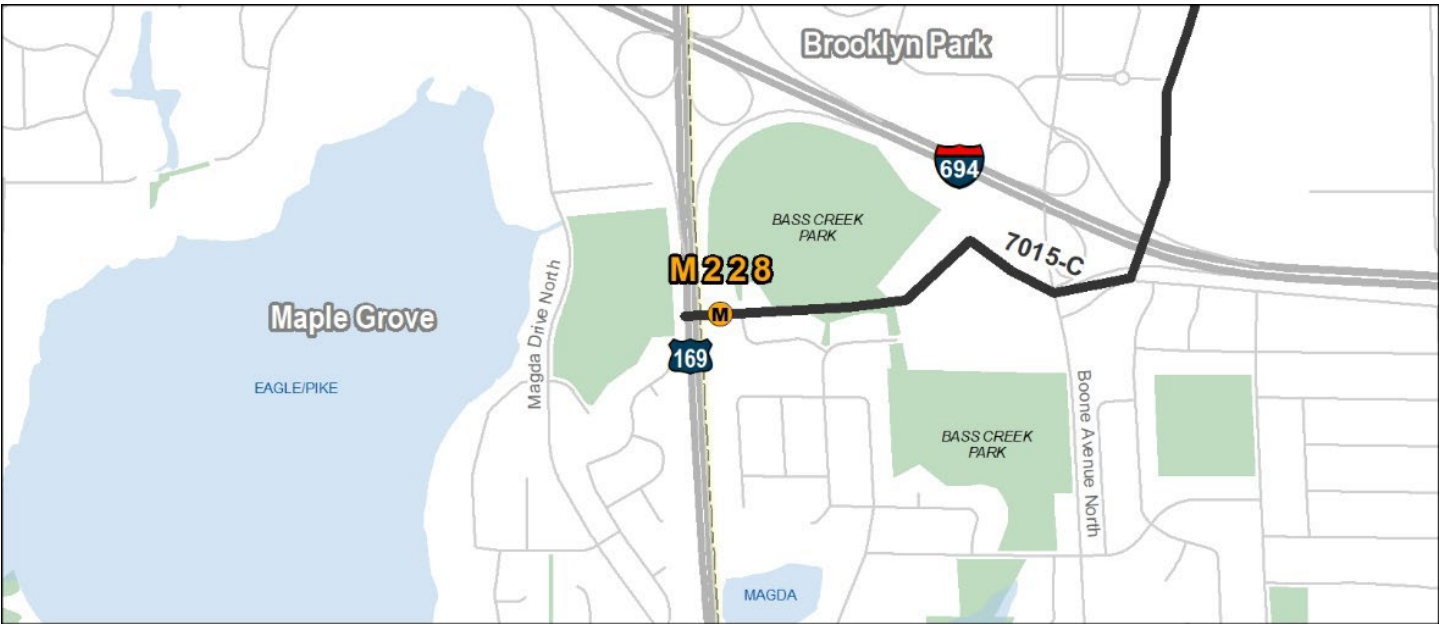 Brooklyn Park
694
BASS CREEK
PARK
7015-C
M228
M
Maple Grove
Magda Drive North
169
EAGLE/PIKE
Boone Avenue North
BASS CREEK
PARK
MAGDA